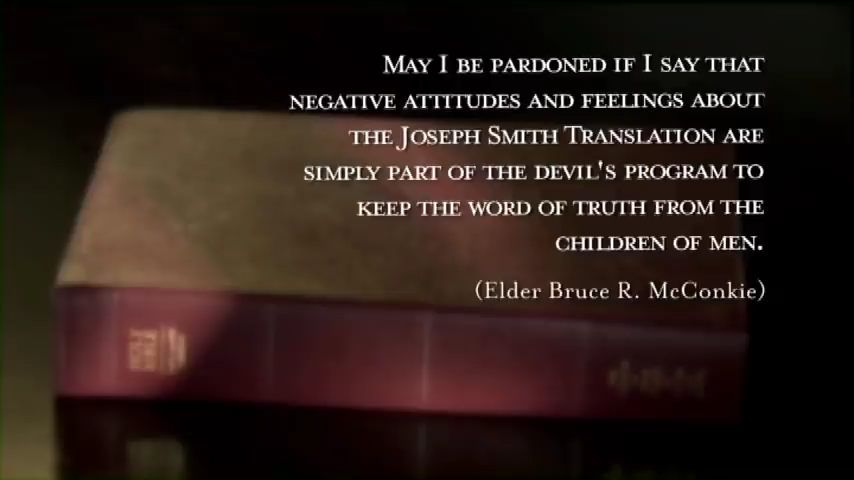 May I be pardoned if I say that
negative attitudes and feelings about
the Joseph Smith Translation are
simply part of the devil's program to
keep the word of truth from the
children of men.
(Elder Bruce R. McConkie)